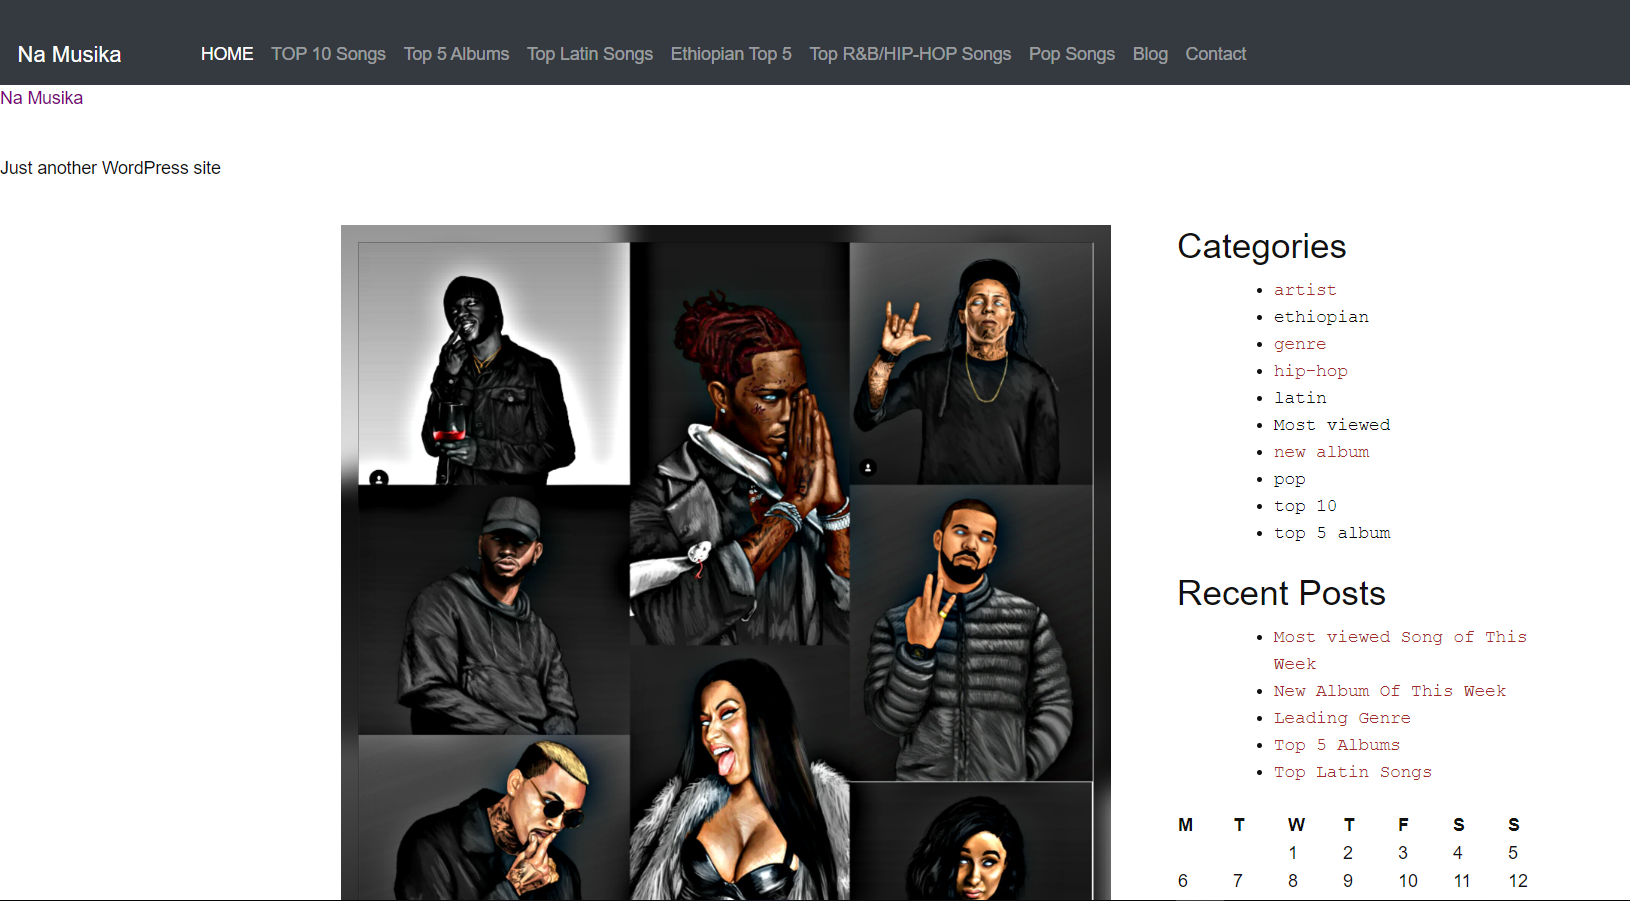 Na Musika HOME TOP 10 Songs Top 5 Albums Top Latin Songs Ethiopian Top 5 Top R&B/HIP-HOP Songs Pop Songs Blog Contact
Na Musika
Just another WordPress site
Categories
artist
ethiopian
genre
hip-hop
latin
Most viewed
new album
pop
top 10
top 5 album
Recent Posts
Most viewed Song of This
Week
New Album Of This Week
Leading Genre
Top 5 Albums
Top Latin Songs
M T W T F S S
1 2 3 4 5
6 7 8 9 10 11 12